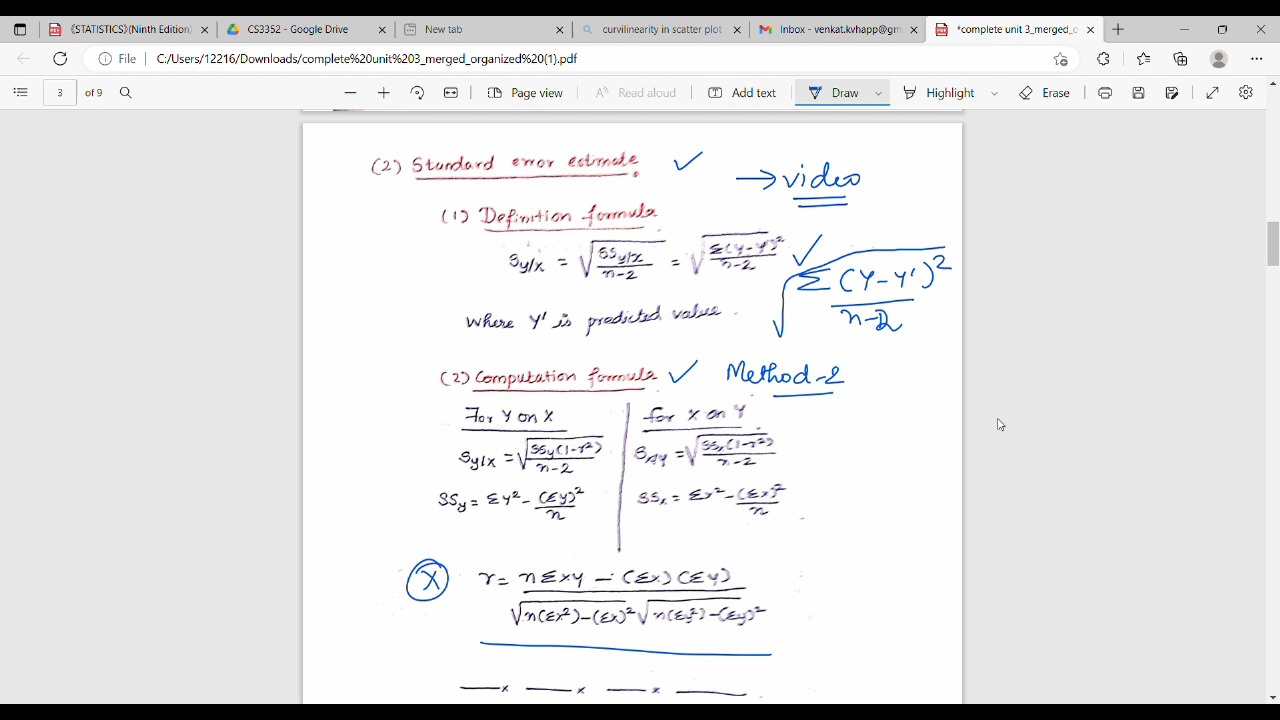 《STATISTICS》(Ninth Edition)
CS3352 - Google Drive
New tab
curvilinearity in scatter plot
Inbox - venkat.kvhapp@gm
*complete unit 3_merged_o
File C:/Users/12216/Downloads/complete%20unit%203_merged_organized%20(1).pdf
3 of 9
Page view
Read aloud
Add text
Draw
Highlight
Erase
(2) Standard error estimate ✓
→ video
(1) Definition formula
Sy/x = √(SSy/x / n-2) = √(Σ(Y-Y')² / n-2) ✓
√(Σ(Y-Y')² / n-2)
Where Y' is predicted value.
(2) Computation formula ✓ Method-2
For Y on X
Sy/x = √(SSy(1-r²) / n-2)
SSy = ΣY² - (Σy)² / n
for X on Y
Sx/y = √(SSx(1-r²) / n-2)
SSx = Σx² - (Σx)² / n
X
r = nΣxy - (Σx)(Σy) / √n(Σx²)-(Σx)² √n(Σy²)-(Σy)²
—x —x —x —